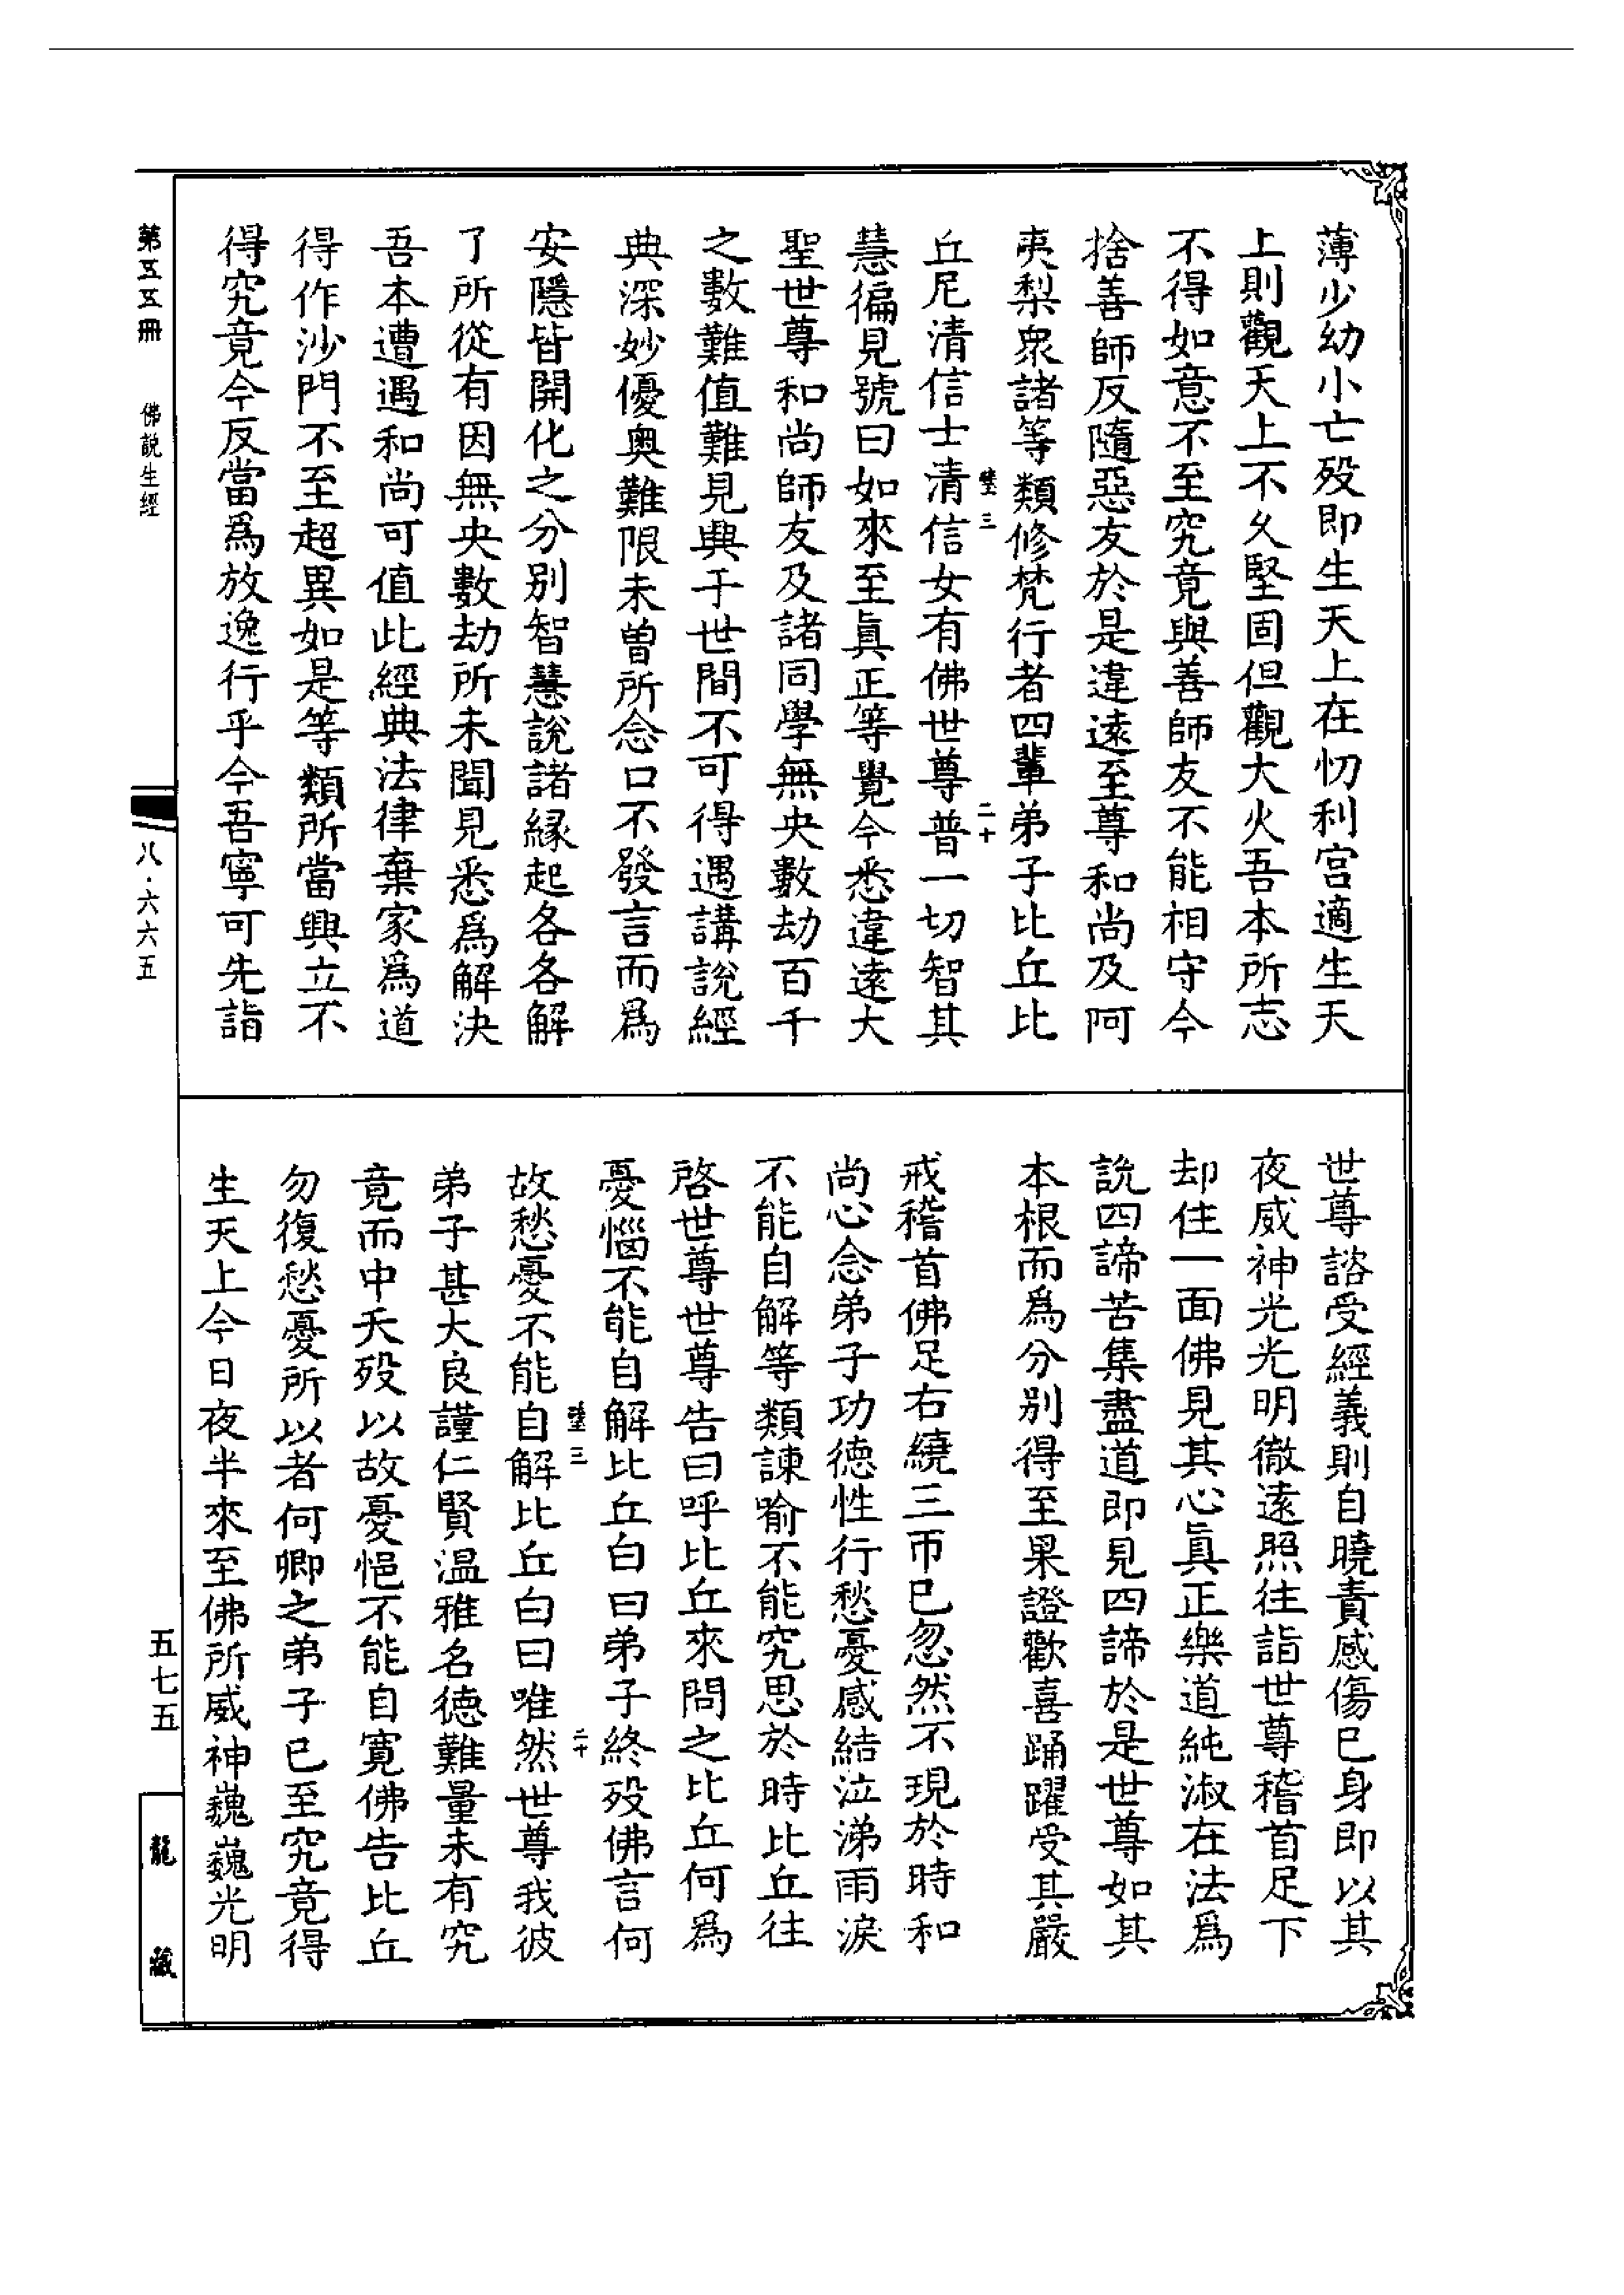 薄少幼小亡殁即生天上在忉利宮適生天
上則觀天上不久堅固但觀大火吾本所志
不得如意不至究竟與善師友不能相守今
捨善師反隨惡友於是違遠至尊和尚及阿
夷梨衆諸等類修梵行者四輩弟子比丘比
丘尼清信士清信女有佛世尊普一切智其
慧徧見號曰如來至眞正等覺今悉違遠大
聖世尊和尚師友及諸同學無央數劫百千
之數難值難見興于世間不可得遇講說經
典深妙優奧難限未曽所念口不發言而爲
安隱皆開化之分別智慧說諸縁起各各解
了所從有因無央數劫所未聞見悉爲解決
吾本遭遇和尚可值此經典法律棄家爲道
得作沙門不至超異如是等類所當興立不
得究竟今反當爲放逸行乎今吾寧可先詣
世尊諮受經義則自曉責感傷已身即以其
夜威神光光明徹遠照往詣世尊稽首足下
却住一面佛見其心眞正樂道純淑在法爲
說四諦苦集盡道即見四諦於是世尊如其
本根而爲分別得至果證歡喜踊躍受其嚴
戒稽首佛足右繞三帀已忽然不現於時和
尚心念弟子功德性行愁憂感結泣涕雨淚
不能自解等類諫喻不能究思於時比丘往
啓世尊世尊告曰呼比丘來問之比丘何爲
憂惱不能自解比丘白曰弟子終殁佛言何
故愁憂不能自解比丘白曰唯然世尊我彼
弟子甚大良謹仁賢温雅名德難量未有究
竟而中夭殁以故憂悒不能自寬佛告比丘
勿復愁憂所以者何卿之弟子已至究竟得
生天上今日夜半來至佛所威神巍巍光明
三
二十
三
二十
第五五冊
佛説生經
八·六六五
五七五
龍藏